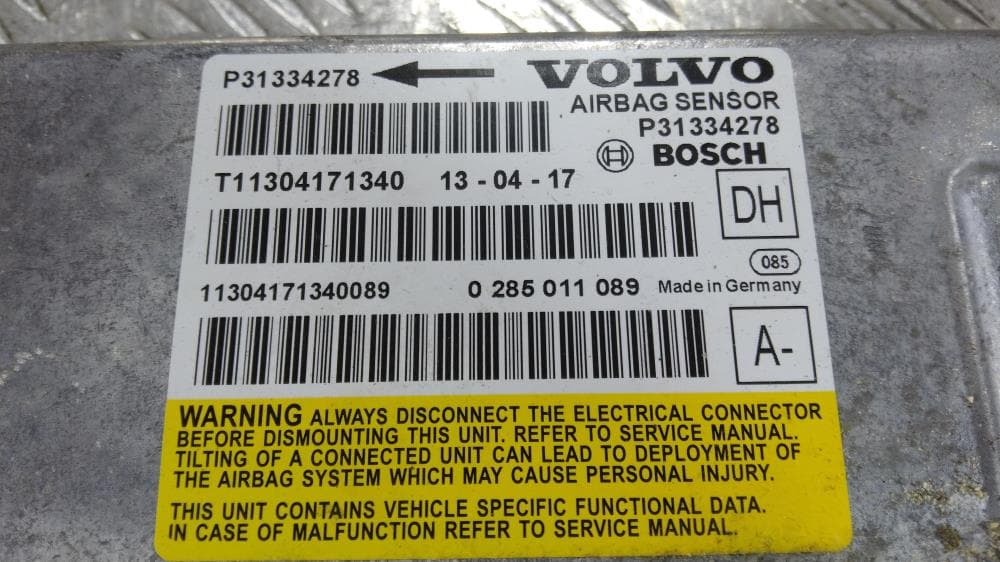 P31334278 VOLVO
AIRBAG SENSOR
P31334278
BOSCH
T11304171340 13 - 04 - 17
DH
085
11304171340089 0 285 011 089 Made in Germany
A-
WARNING ALWAYS DISCONNECT THE ELECTRICAL CONNECTOR
BEFORE DISMOUNTING THIS UNIT. REFER TO SERVICE MANUAL.
TILTING OF A CONNECTED UNIT CAN LEAD TO DEPLOYMENT OF
THE AIRBAG SYSTEM WHICH MAY CAUSE PERSONAL INJURY.
THIS UNIT CONTAINS VEHICLE SPECIFIC FUNCTIONAL DATA.
IN CASE OF MALFUNCTION REFER TO SERVICE MANUAL.